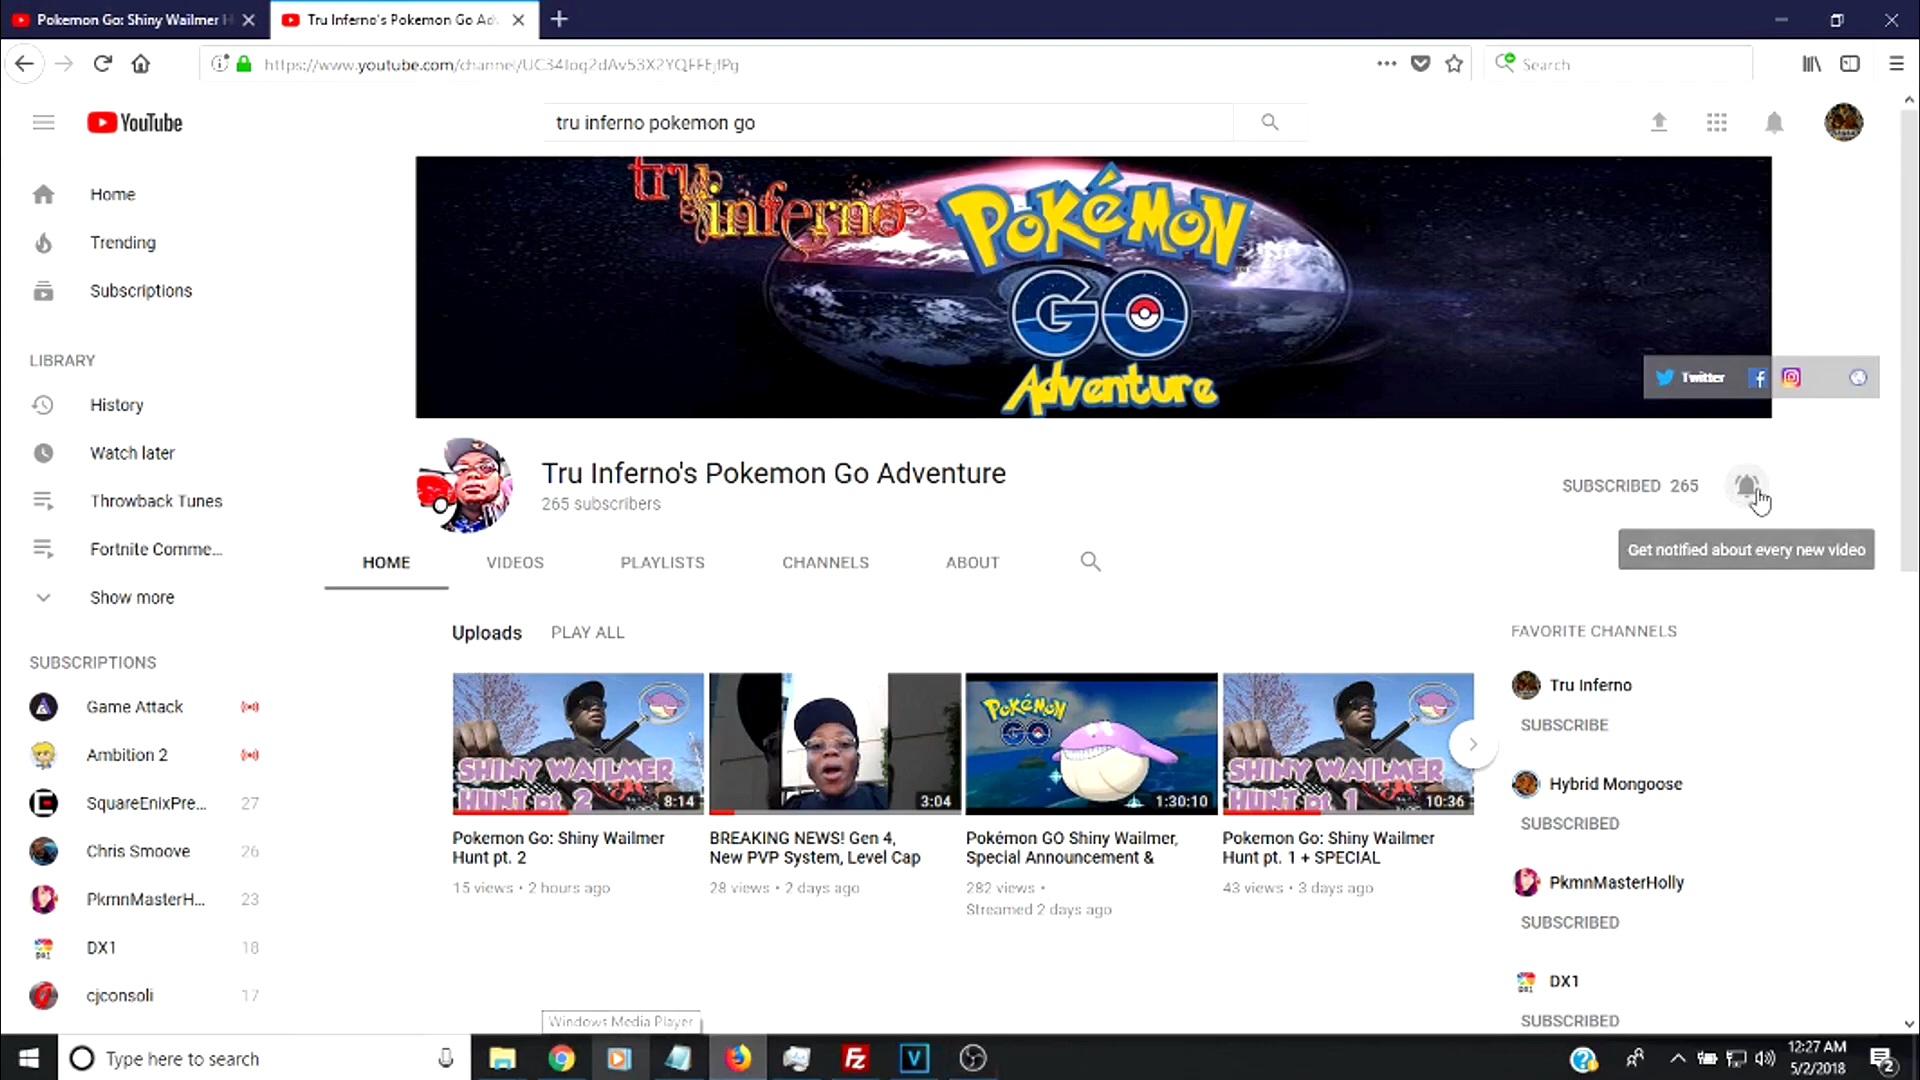 Pokemon Go: Shiny Wailmer H
Tru Inferno's Pokemon Go Ad
Search
YouTube
tru inferno pokemon go
Home
Trending
Subscriptions
LIBRARY
History
Watch later
Throwback Tunes
Fortnite Comme...
Show more
SUBSCRIPTIONS
Game Attack
Ambition 2
SquareEnixPre... 27
Chris Smoove 26
PkmnMasterH... 23
DX1 18
cjconsoli 17
tru inferno
POKéMON
GO
Adventure
Twitter
Tru Inferno's Pokemon Go Adventure
265 subscribers
SUBSCRIBED 265
Get notified about every new video
HOME VIDEOS PLAYLISTS CHANNELS ABOUT
Uploads PLAY ALL
SHINY WAILMER
HUNT pt 2
8:14
Pokemon Go: Shiny Wailmer
Hunt pt. 2
15 views • 2 hours ago
3:04
BREAKING NEWS! Gen 4,
New PVP System, Level Cap
28 views • 2 days ago
POKéMON
GO
1:30:10
Pokémon GO Shiny Wailmer,
Special Announcement &
282 views •
Streamed 2 days ago
SHINY WAILMER
HUNT pt 1
10:36
Pokemon Go: Shiny Wailmer
Hunt pt. 1 + SPECIAL
43 views • 3 days ago
FAVORITE CHANNELS
Tru Inferno
SUBSCRIBE
Hybrid Mongoose
SUBSCRIBED
PkmnMasterHolly
SUBSCRIBED
DX1
SUBSCRIBED
Windows Media Player
Type here to search
12:27 AM
5/2/2018
2